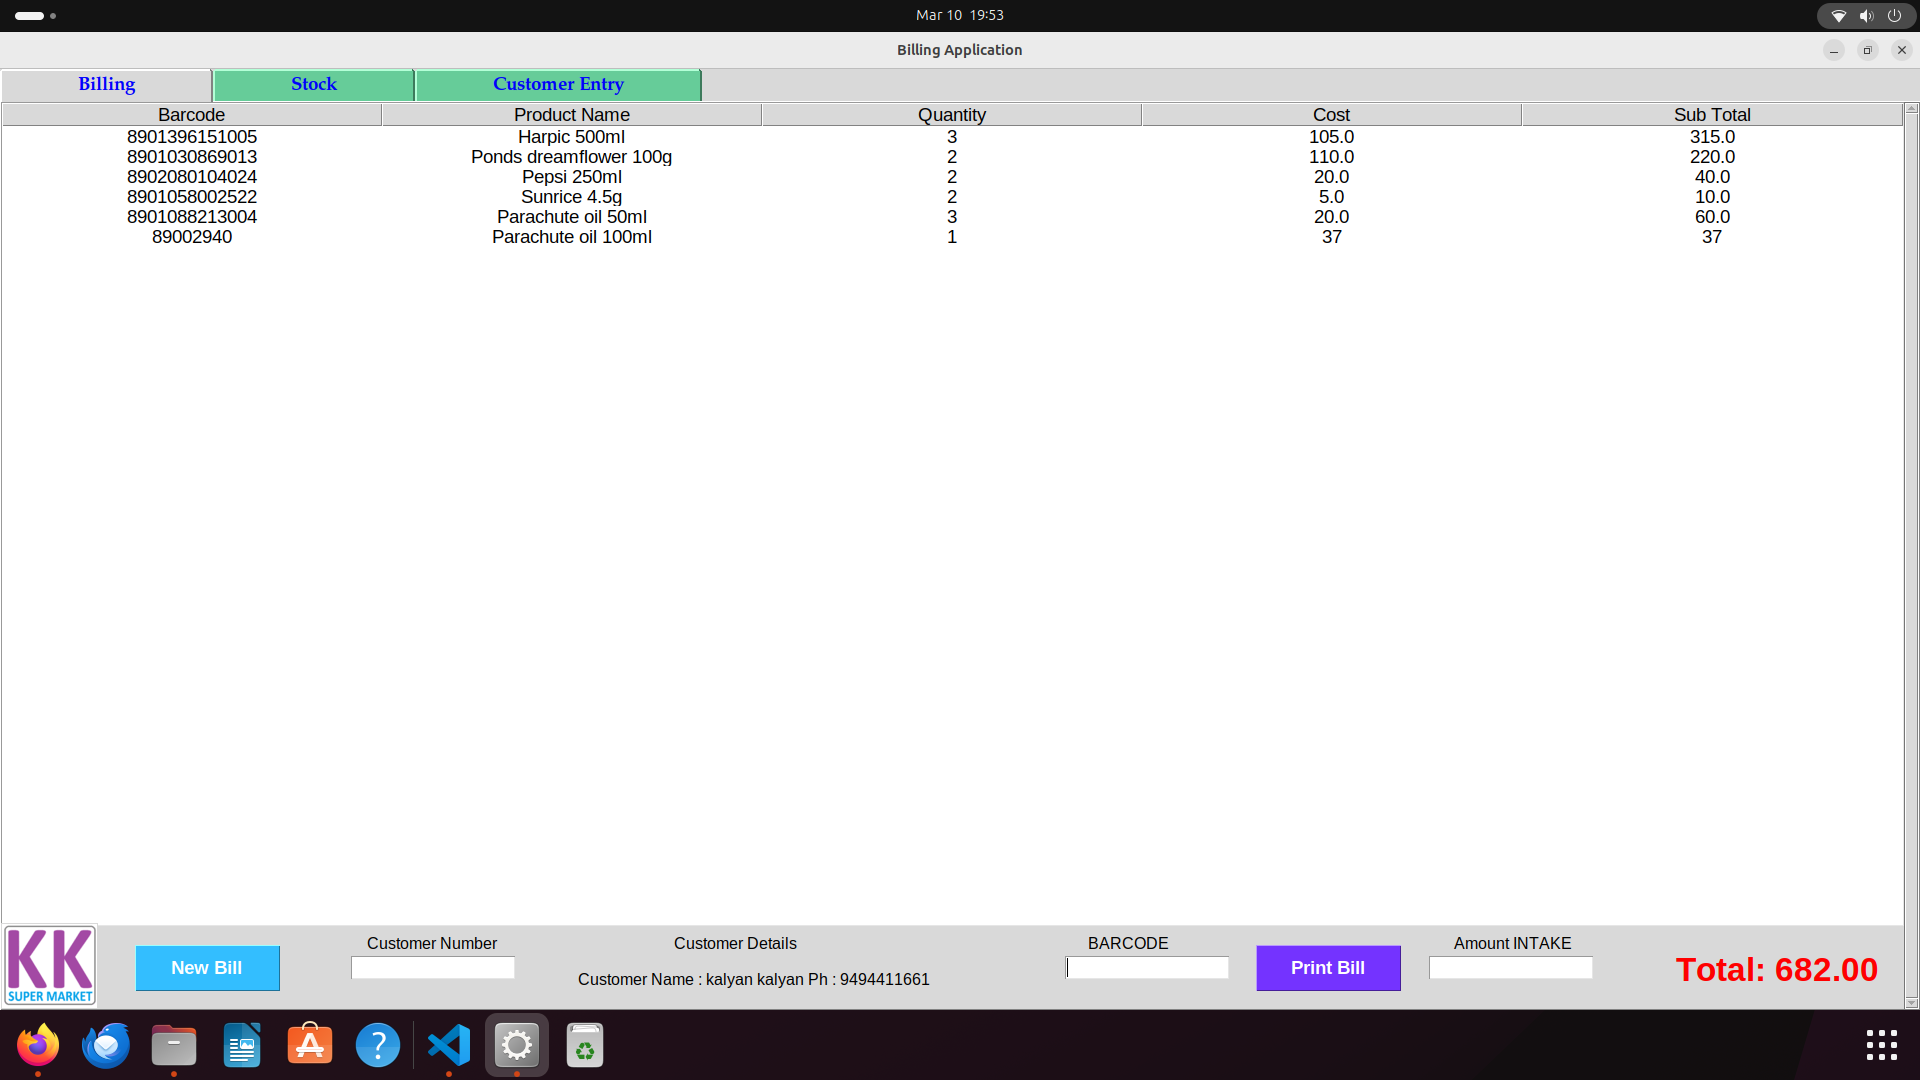 Mar 10 19:53
Billing Application
Billing Stock Customer Entry
Barcode Product Name Quantity Cost Sub Total
8901396151005 Harpic 500ml 3 105.0 315.0
8901030869013 Ponds dreamflower 100g 2 110.0 220.0
8902080104024 Pepsi 250ml 2 20.0 40.0
8901058002522 Sunrice 4.5g 2 5.0 10.0
8901088213004 Parachute oil 50ml 3 20.0 60.0
89002940 Parachute oil 100ml 1 37 37
KK
SUPER MARKET
New Bill
Customer Number
Customer Details
Customer Name : kalyan kalyan Ph : 9494411661
BARCODE
Print Bill
Amount INTAKE
Total: 682.00